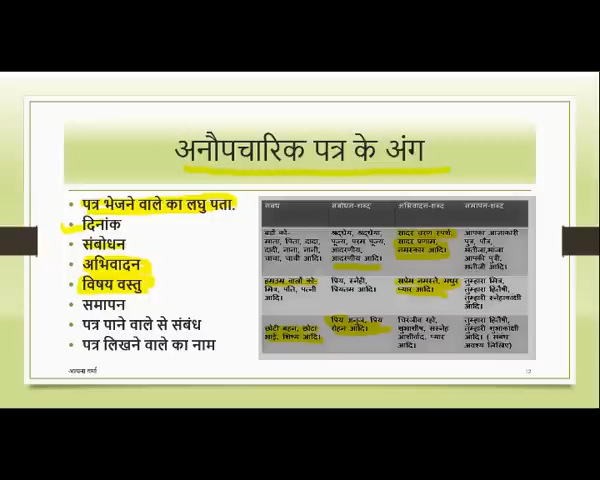 अनौपचारिक पत्र के अंग
• पत्र भेजने वाले का लघु पता.
• दिनांक
• संबोधन
• अभिवादन
• विषय वस्तु
• समापन
• पत्र पाने वाले से संबंध
• पत्र लिखने वाले का नाम
संबंध संबोधन-शब्द अभिवादन-शब्द समापन-शब्द
बड़ों को- श्रद्धेय, श्रद्धेया, सादर चरण स्पर्श, आपका आज्ञाकारी
माता, पिता, दादा, पूज्य, परम पूज्य, सादर प्रणाम, पुत्र, पौत्र,
दादी, नाना, नानी, आदरणीय, नमस्कार आदि। भतीजा,भांजा
चाचा, चाची आदि। आदरणीया आदि। आपकी पुत्री,
भतीजी आदि।
हमउम्र वालों को- प्रिय, स्नेही, सप्रेम नमस्ते, मधुर तुम्हारा मित्र,
मित्र, पति, पत्नी प्रियतम आदि। प्यार आदि। तुम्हारा हितैषी,
आदि। तुम्हारी स्नेहाकांक्षी
आदि।
प्रिय अनुज, प्रिय चिरंजीव रहो, तुम्हारा हितैषी,
छोटी बहन, छोटा रोहन आदि। शुभाशीष, सस्नेह तुम्हारी शुभाकांक्षी
भाई, शिष्य आदि। आशीर्वाद, प्यार आदि। ( संबंध
आदि। अवश्य लिखिए)